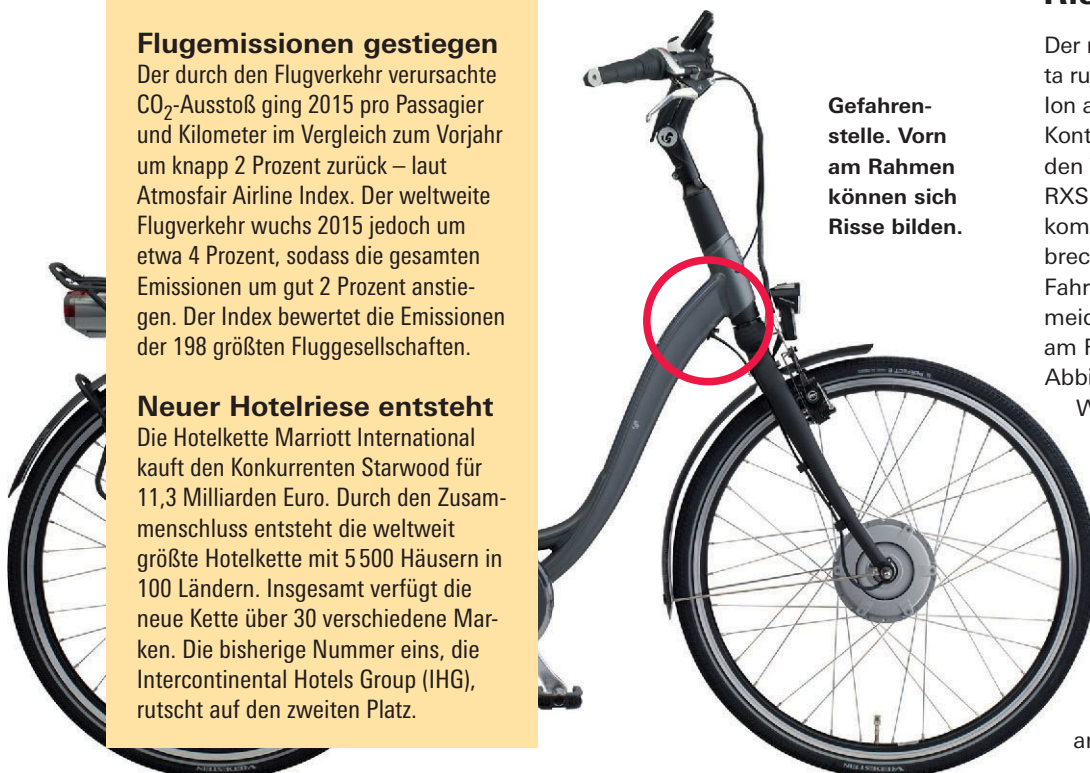 Flugemissionen gestiegen
Der durch den Flugverkehr verursachte
CO₂-Ausstoß ging 2015 pro Passagier
und Kilometer im Vergleich zum Vorjahr
um knapp 2 Prozent zurück – laut
Atmosfair Airline Index. Der weltweite
Flugverkehr wuchs 2015 jedoch um
etwa 4 Prozent, sodass die gesamten
Emissionen um gut 2 Prozent anstie-
gen. Der Index bewertet die Emissionen
der 198 größten Fluggesellschaften.
Neuer Hotelriese entsteht
Die Hotelkette Marriott International
kauft den Konkurrenten Starwood für
11,3 Milliarden Euro. Durch den Zusam-
menschluss entsteht die weltweit
größte Hotelkette mit 5 500 Häusern in
100 Ländern. Insgesamt verfügt die
neue Kette über 30 verschiedene Mar-
ken. Die bisherige Nummer eins, die
Intercontinental Hotels Group (IHG),
rutscht auf den zweiten Platz.
Gefahren-
stelle. Vorn
am Rahmen
können sich
Risse bilden.
Der
ta ru
Ion a
Kont
den
RXS
kom
brec
Fahr
meid
am F
Abbi
W
an